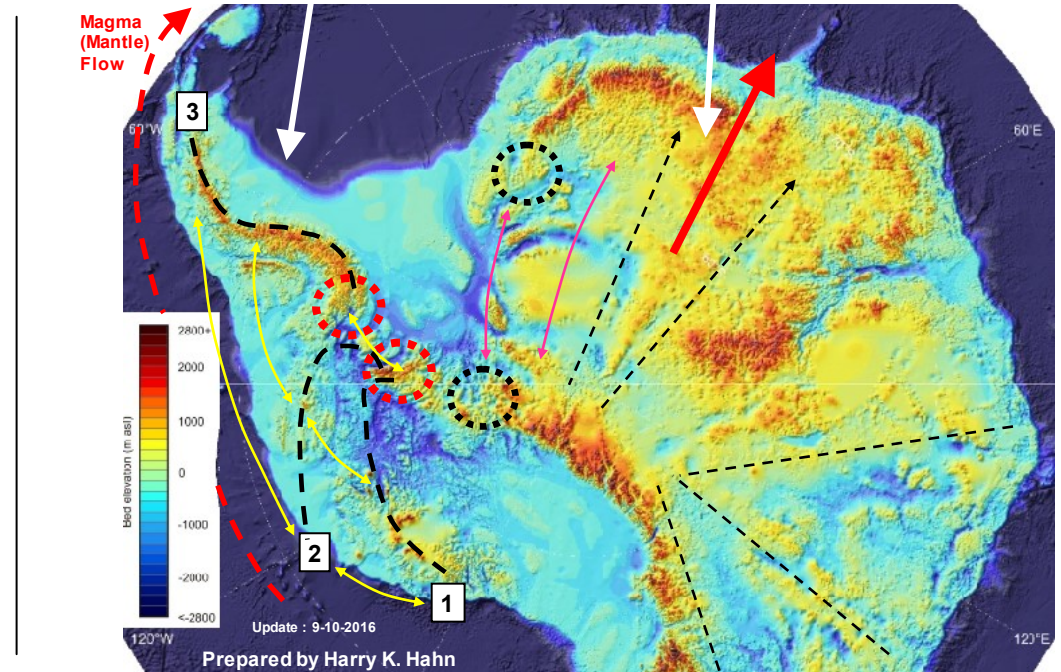 Magma
(Mantle)
Flow
3
60°W
60°E
2800+
2000
1000
0
-1000
-2000
<-2800
Bed elevation (m asl)
2
1
120°W
120°E
Update : 9-10-2016
Prepared by Harry K. Hahn